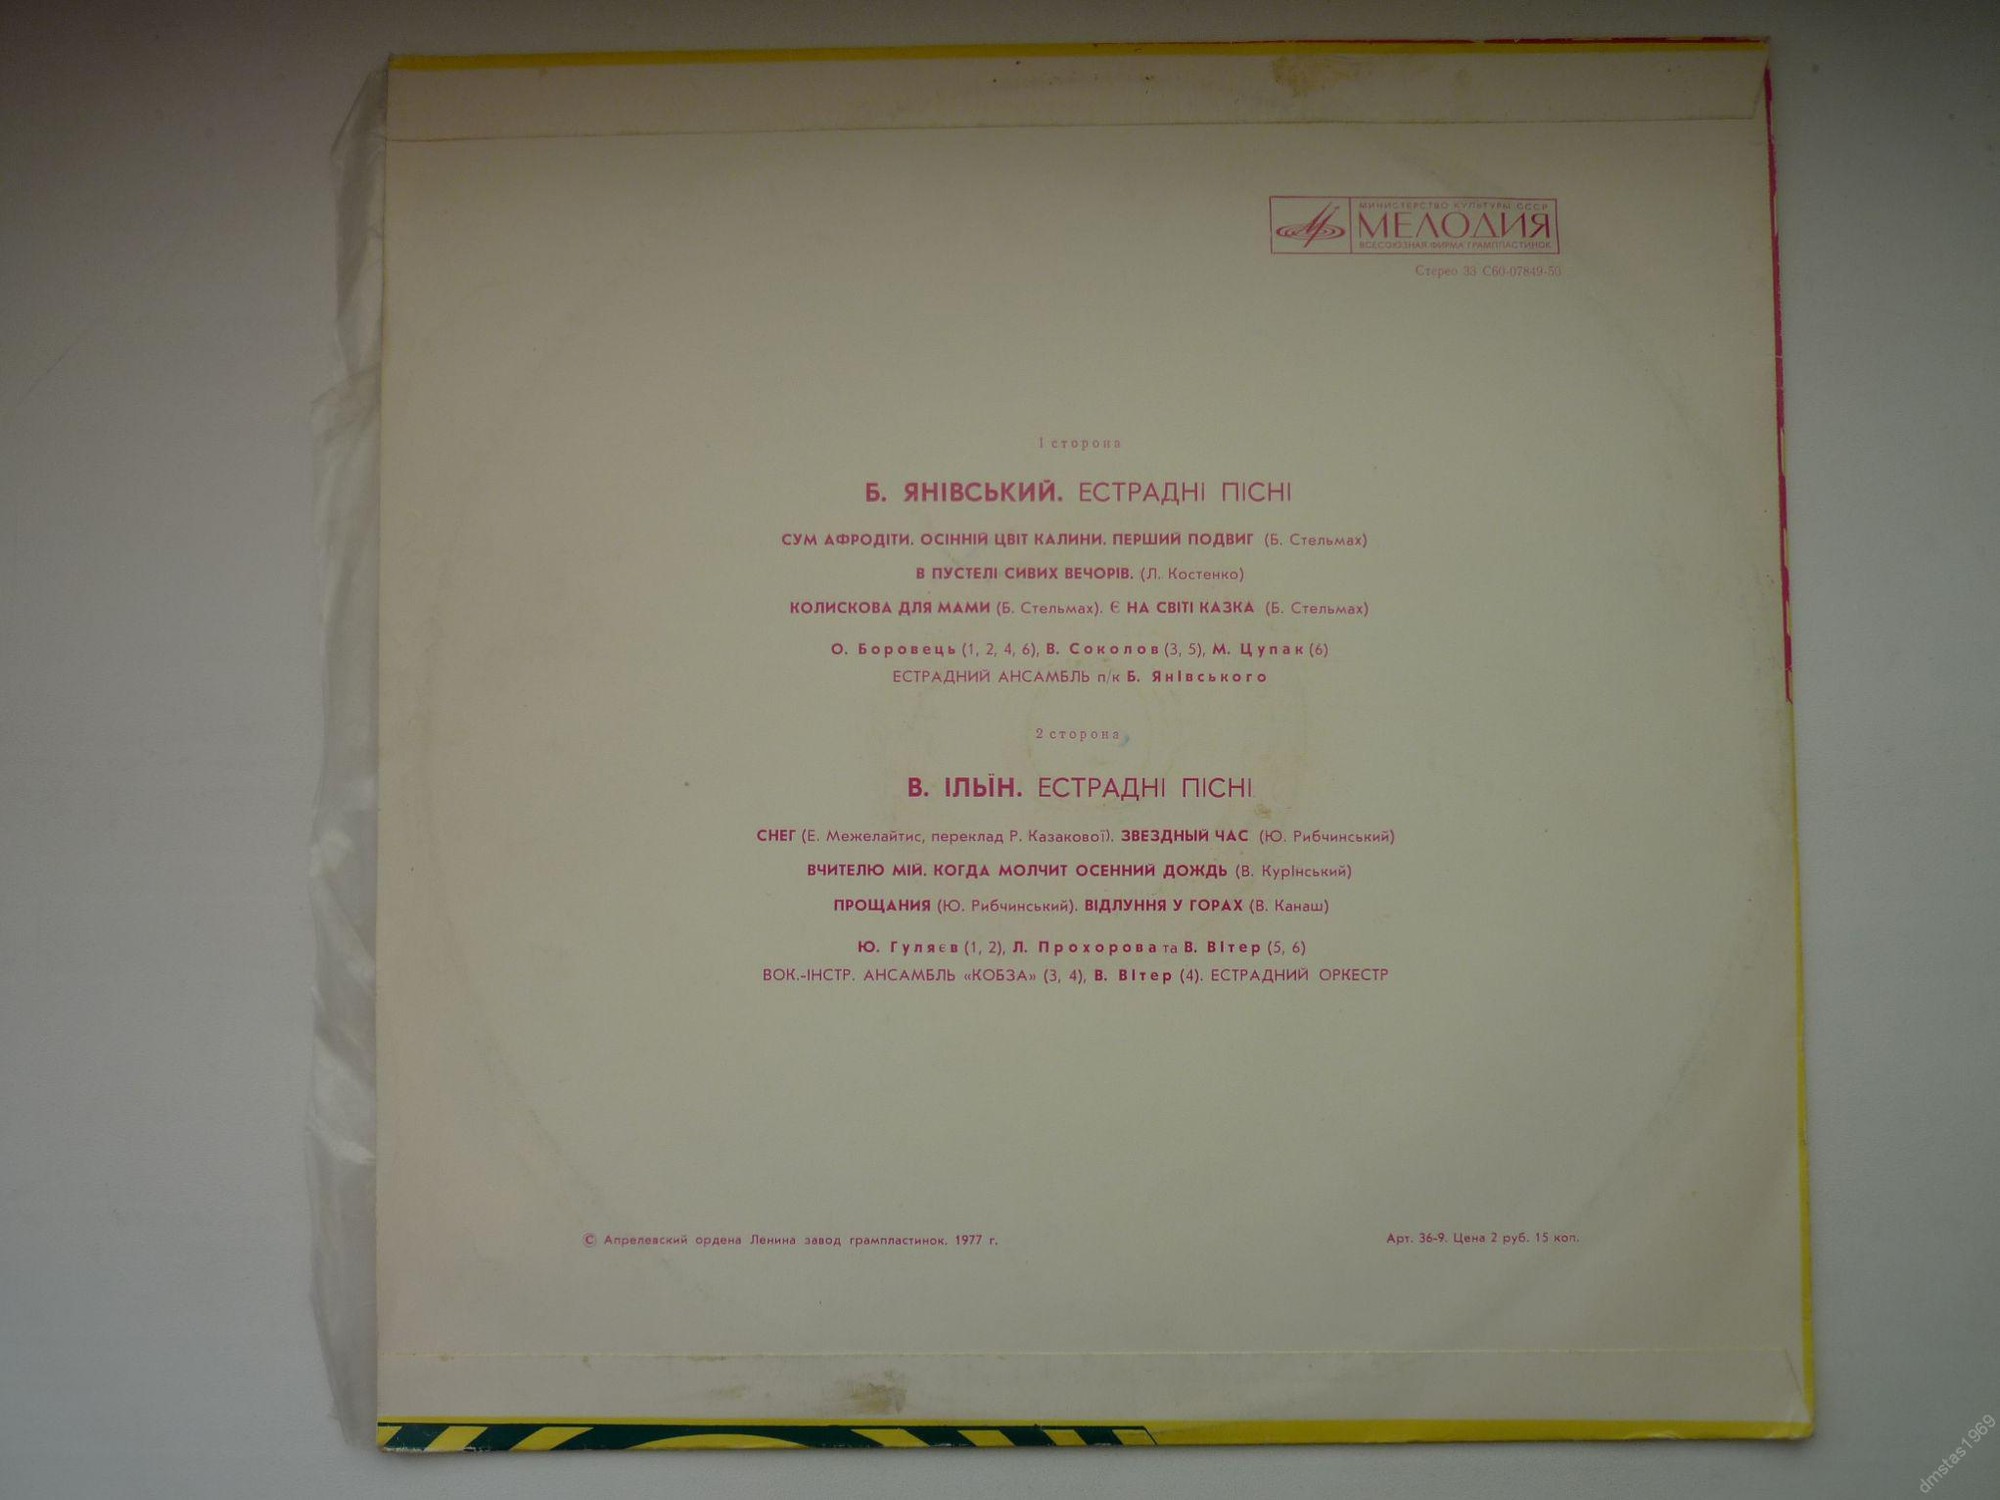 МИНИСТЕРСТВО КУЛЬТУРЫ СССР
МЕЛОДИЯ
ВСЕСОЮЗНАЯ ФИРМА ГРАМПЛАСТИНОК
Стерео 33 С60-07849-50
1 сторона
Б. ЯНІВСЬКИЙ. ЕСТРАДНІ ПІСНІ
СУМ АФРОДІТИ. ОСІННІЙ ЦВІТ КАЛИНИ. ПЕРШИЙ ПОДВИГ (Б. Стельмах)
В ПУСТЕЛІ СИВИХ ВЕЧОРІВ. (Л. Костенко)
КОЛИСКОВА ДЛЯ МАМИ (Б. Стельмах). Є НА СВІТІ КАЗКА (Б. Стельмах)
О. Боровець (1, 2, 4, 6), В. Соколов (3, 5), М. Цупак (6)
ЕСТРАДНИЙ АНСАМБЛЬ п/к Б. Янівського
2 сторона
В. ІЛЬЇН. ЕСТРАДНІ ПІСНІ
СНЕГ (Е. Межелайтис, переклад Р. Казакової). ЗВЕЗДНЫЙ ЧАС (Ю. Рибчинський)
ВЧИТЕЛЮ МІЙ. КОГДА МОЛЧИТ ОСЕННИЙ ДОЖДЬ (В. Курінський)
ПРОЩАНИЯ (Ю. Рибчинський). ВІДЛУННЯ У ГОРАХ (В. Канаш)
Ю. Гуляєв (1, 2), Л. Прохорова та В. Вітер (5, 6)
ВОК.-ІНСТР. АНСАМБЛЬ «КОБЗА» (3, 4), В. Вітер (4). ЕСТРАДНИЙ ОРКЕСТР
© Апрелевский ордена Ленина завод грампластинок. 1977 г.
Арт. 36-9. Цена 2 руб. 15 коп.
dmstas1969